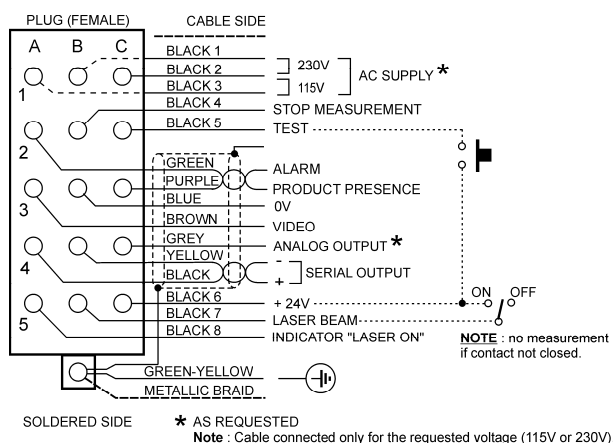 PLUG (FEMALE) CABLE SIDE
A B C
BLACK 1
BLACK 2 230V
AC SUPPLY *
1 BLACK 3 115V
BLACK 4 STOP MEASUREMENT
BLACK 5 TEST
2
GREEN ALARM
PURPLE PRODUCT PRESENCE
BLUE 0V
3 BROWN VIDEO
GREY ANALOG OUTPUT *
YELLOW -
SERIAL OUTPUT
4 BLACK +
ON OFF
BLACK 6 + 24V
BLACK 7 LASER BEAM
5 BLACK 8 INDICATOR "LASER ON"
NOTE : no measurement
if contact not closed.
GREEN-YELLOW
METALLIC BRAID
SOLDERED SIDE * AS REQUESTED
Note : Cable connected only for the requested voltage (115V or 230V)